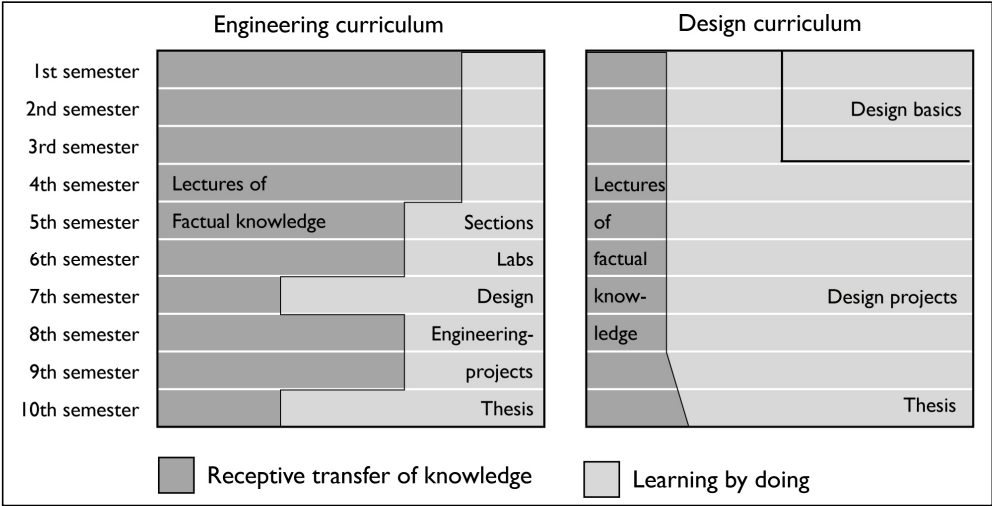 Engineering curriculum
Design curriculum
1st semester
2nd semester
3rd semester
4th semester
5th semester
6th semester
7th semester
8th semester
9th semester
10th semester
Lectures of
Factual knowledge
Sections
Labs
Design
Engineering-
projects
Thesis
Lectures
of
factual
know-
ledge
Design basics
Design projects
Thesis
Receptive transfer of knowledge
Learning by doing